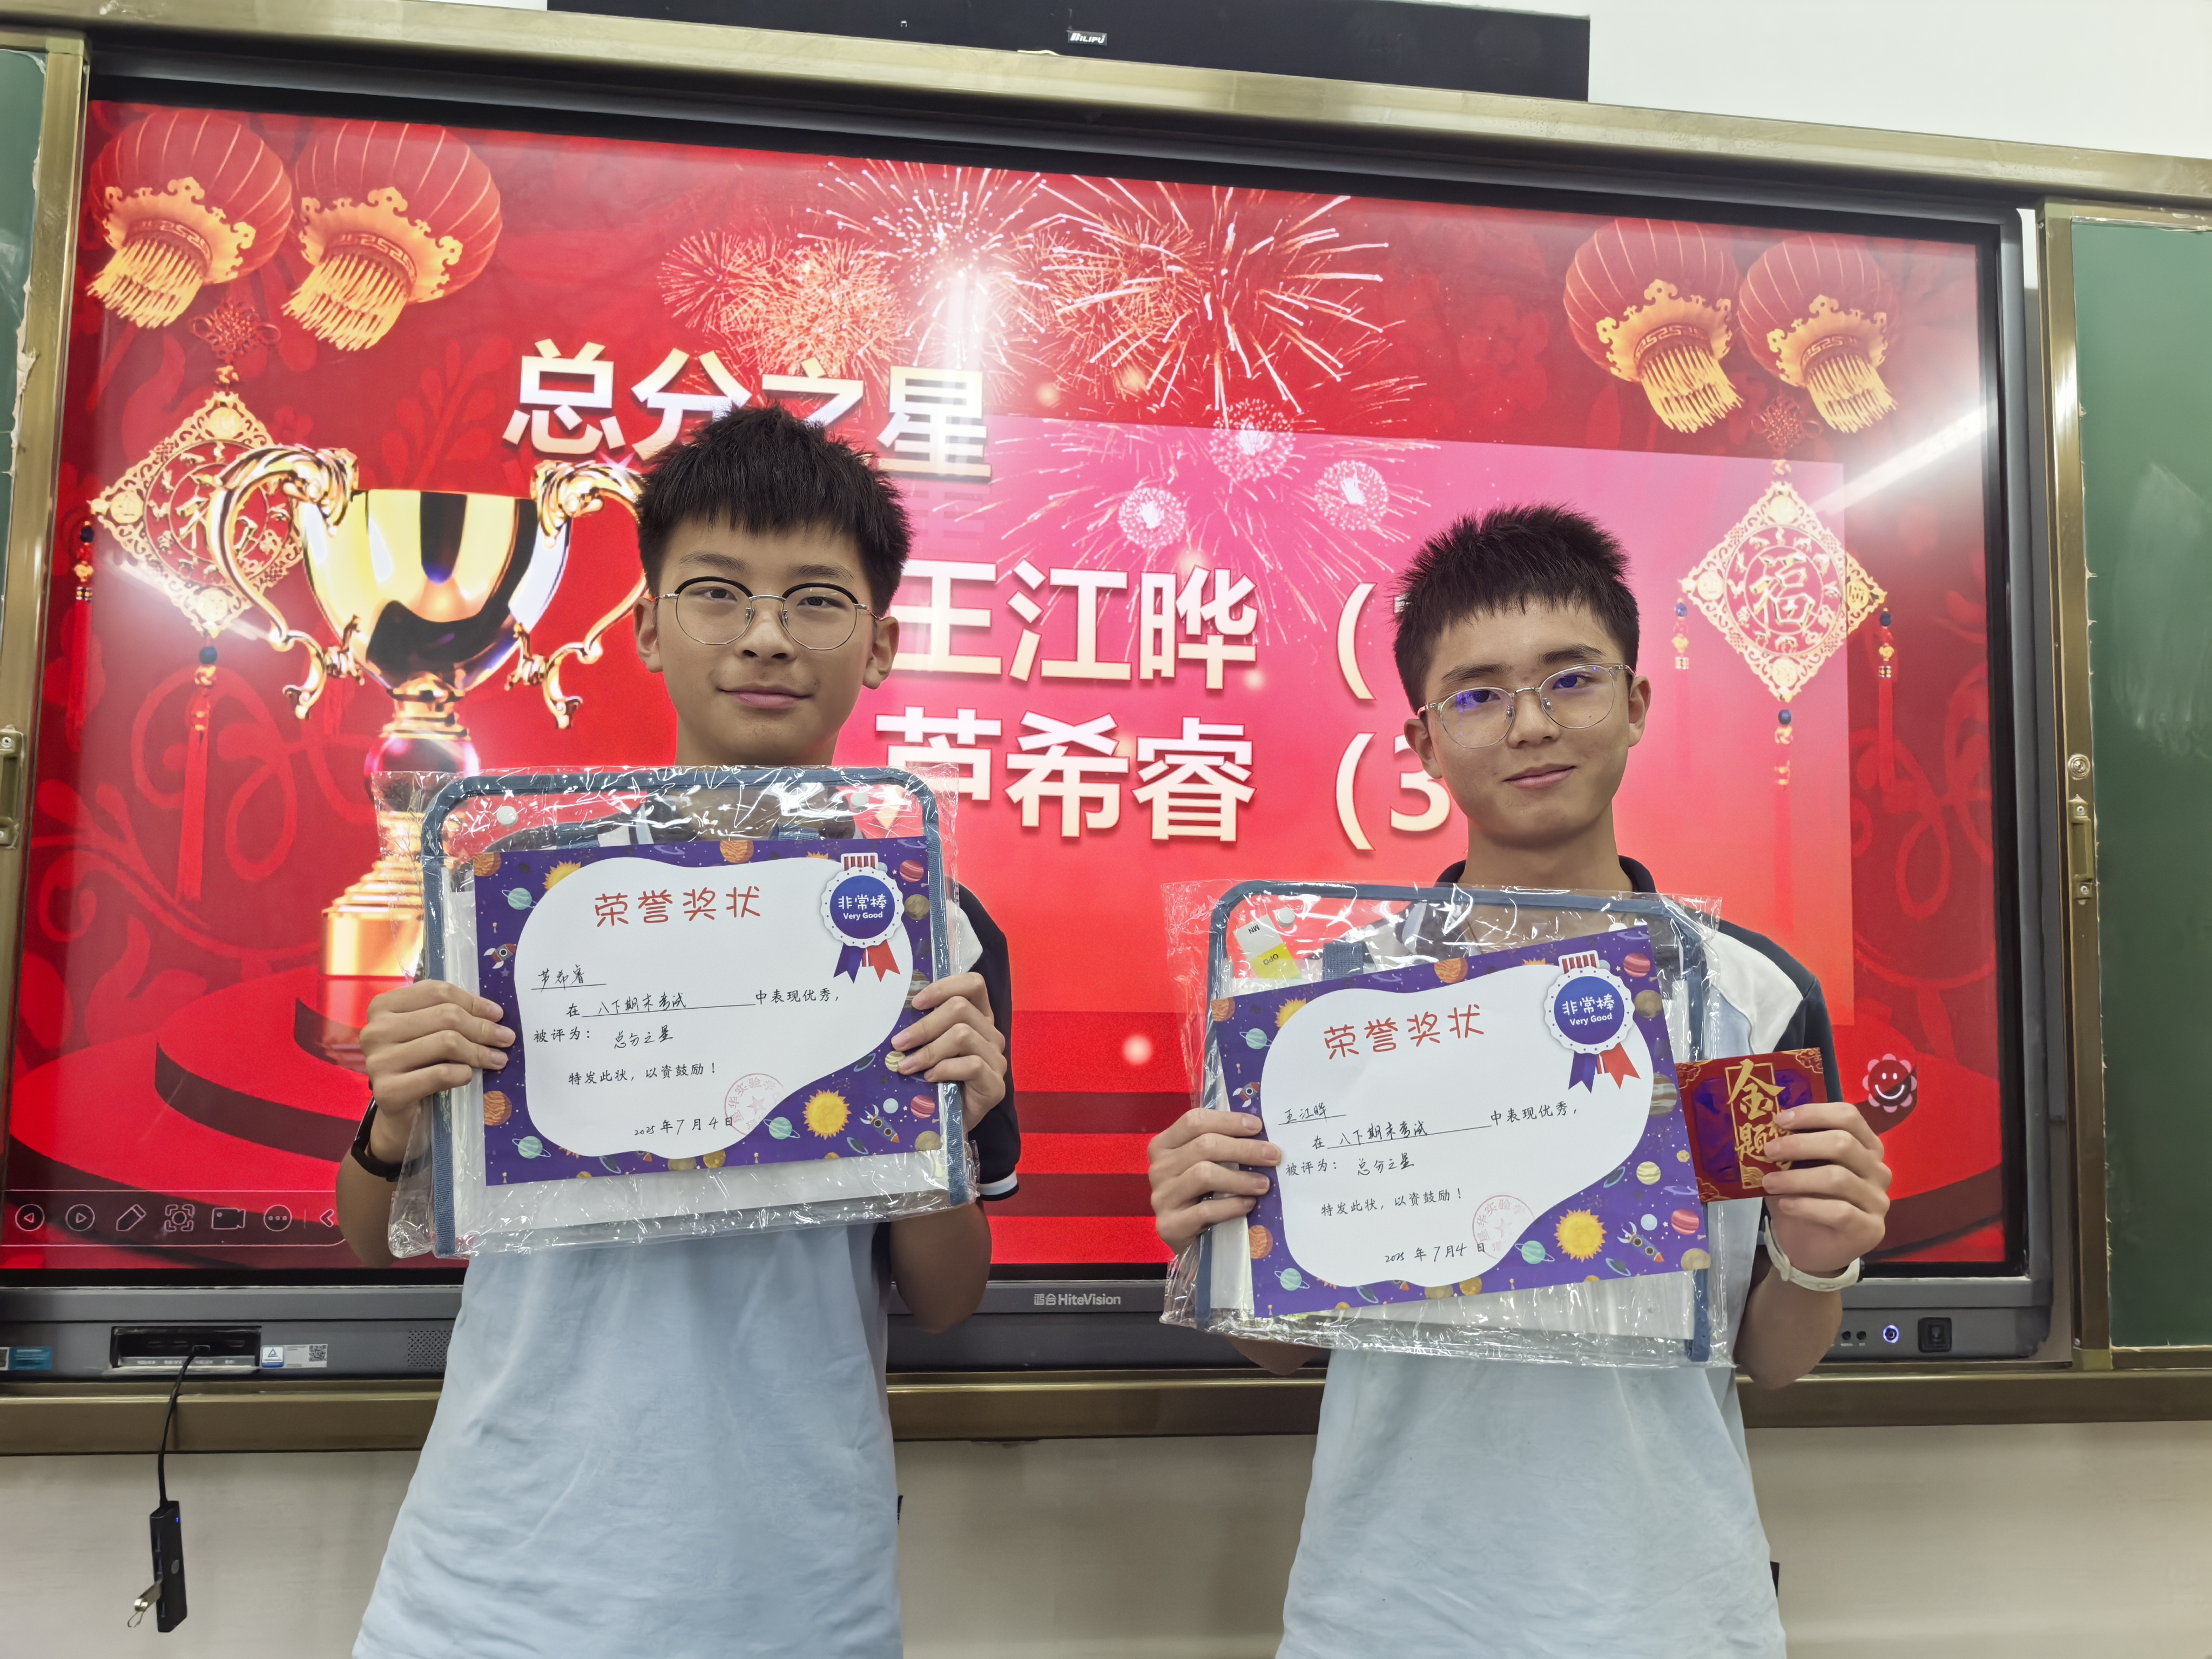 BILIPU
总分之星
王江晔（
芦希睿（3
福
荣誉奖状
非常棒
Very Good
芦希睿
在 八下期末考试 中表现优秀，
被评为： 总分之星
特发此状，以资鼓励！
2025 年 7 月 4 日
荣誉奖状
非常棒
Very Good
王江晔
在 八下期末考试 中表现优秀，
被评为： 总分之星
特发此状，以资鼓励！
2025 年 7 月 4 日
金
题
HiteVision